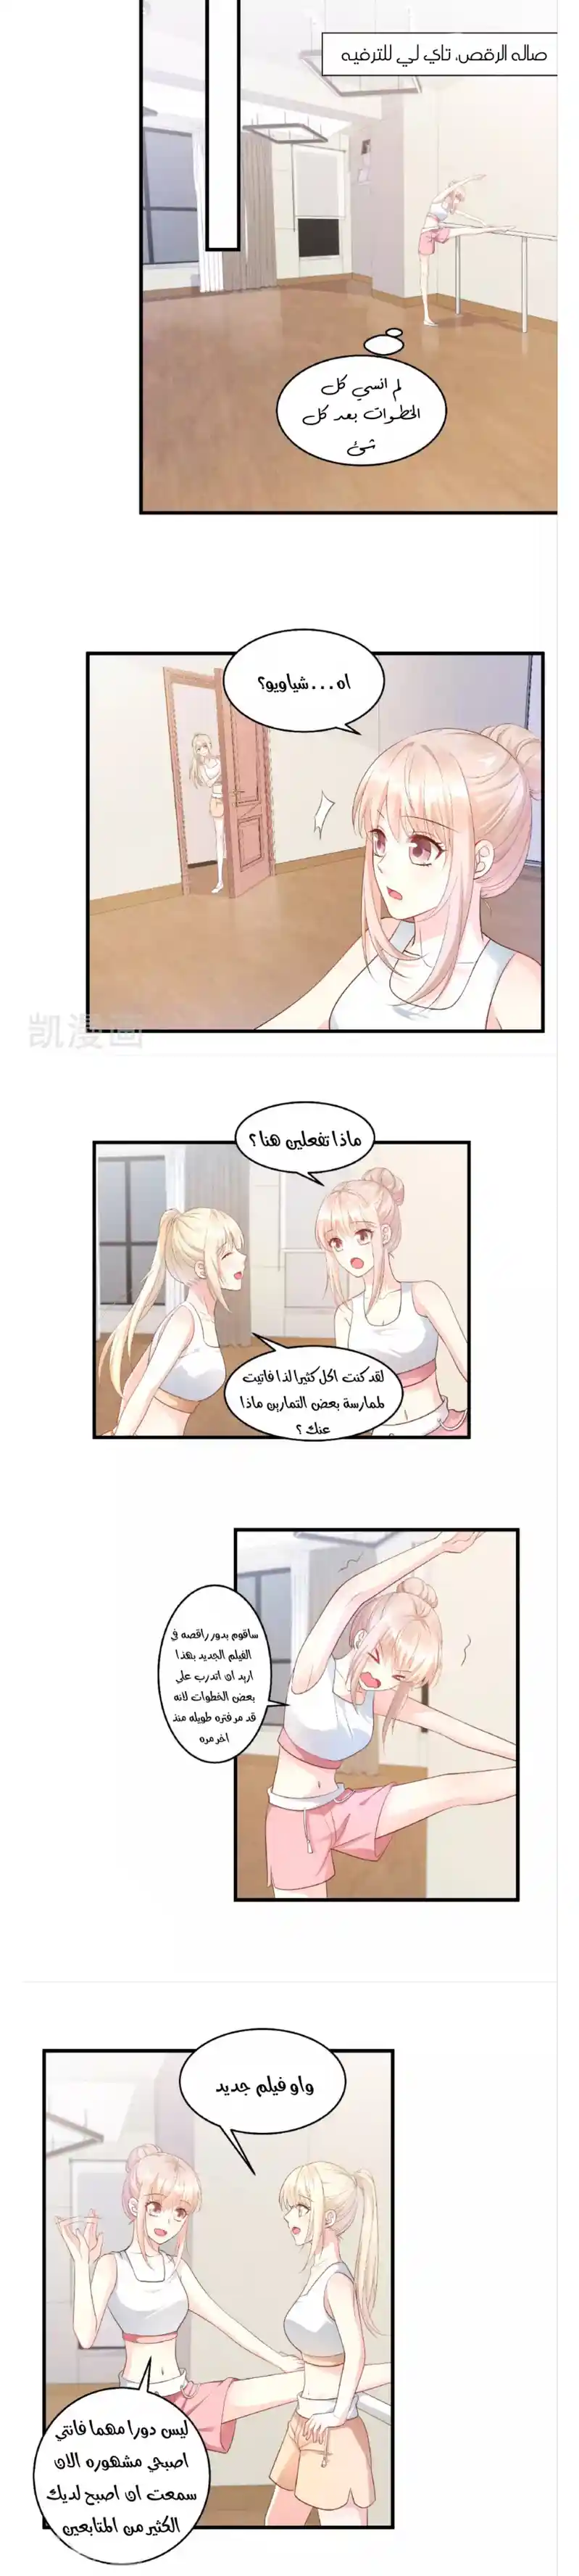 صاله الرقص، تاي لي للترفيه
لم انسي كل
الخطوات بعد كل
شئ
اه...شياويو؟
凯漫画
ماذا تفعلين هنا؟
لقد كنت اكل كثيرا لذا فاتيت
لممارسة بعض التمارين ماذا
عنك؟
ساقوم بدور راقصه في
الفيلم الجديد بهذا
اريد ان اتدرب علي
بعض الخطوات لانه
قد مر فتره طويله منذ
اخر مره
واو فيلم جديد
ليس دورا مهما فانتي
اصبحي مشهوره الان
سمعت ان اصبح لديك
الكثير من المتابعين